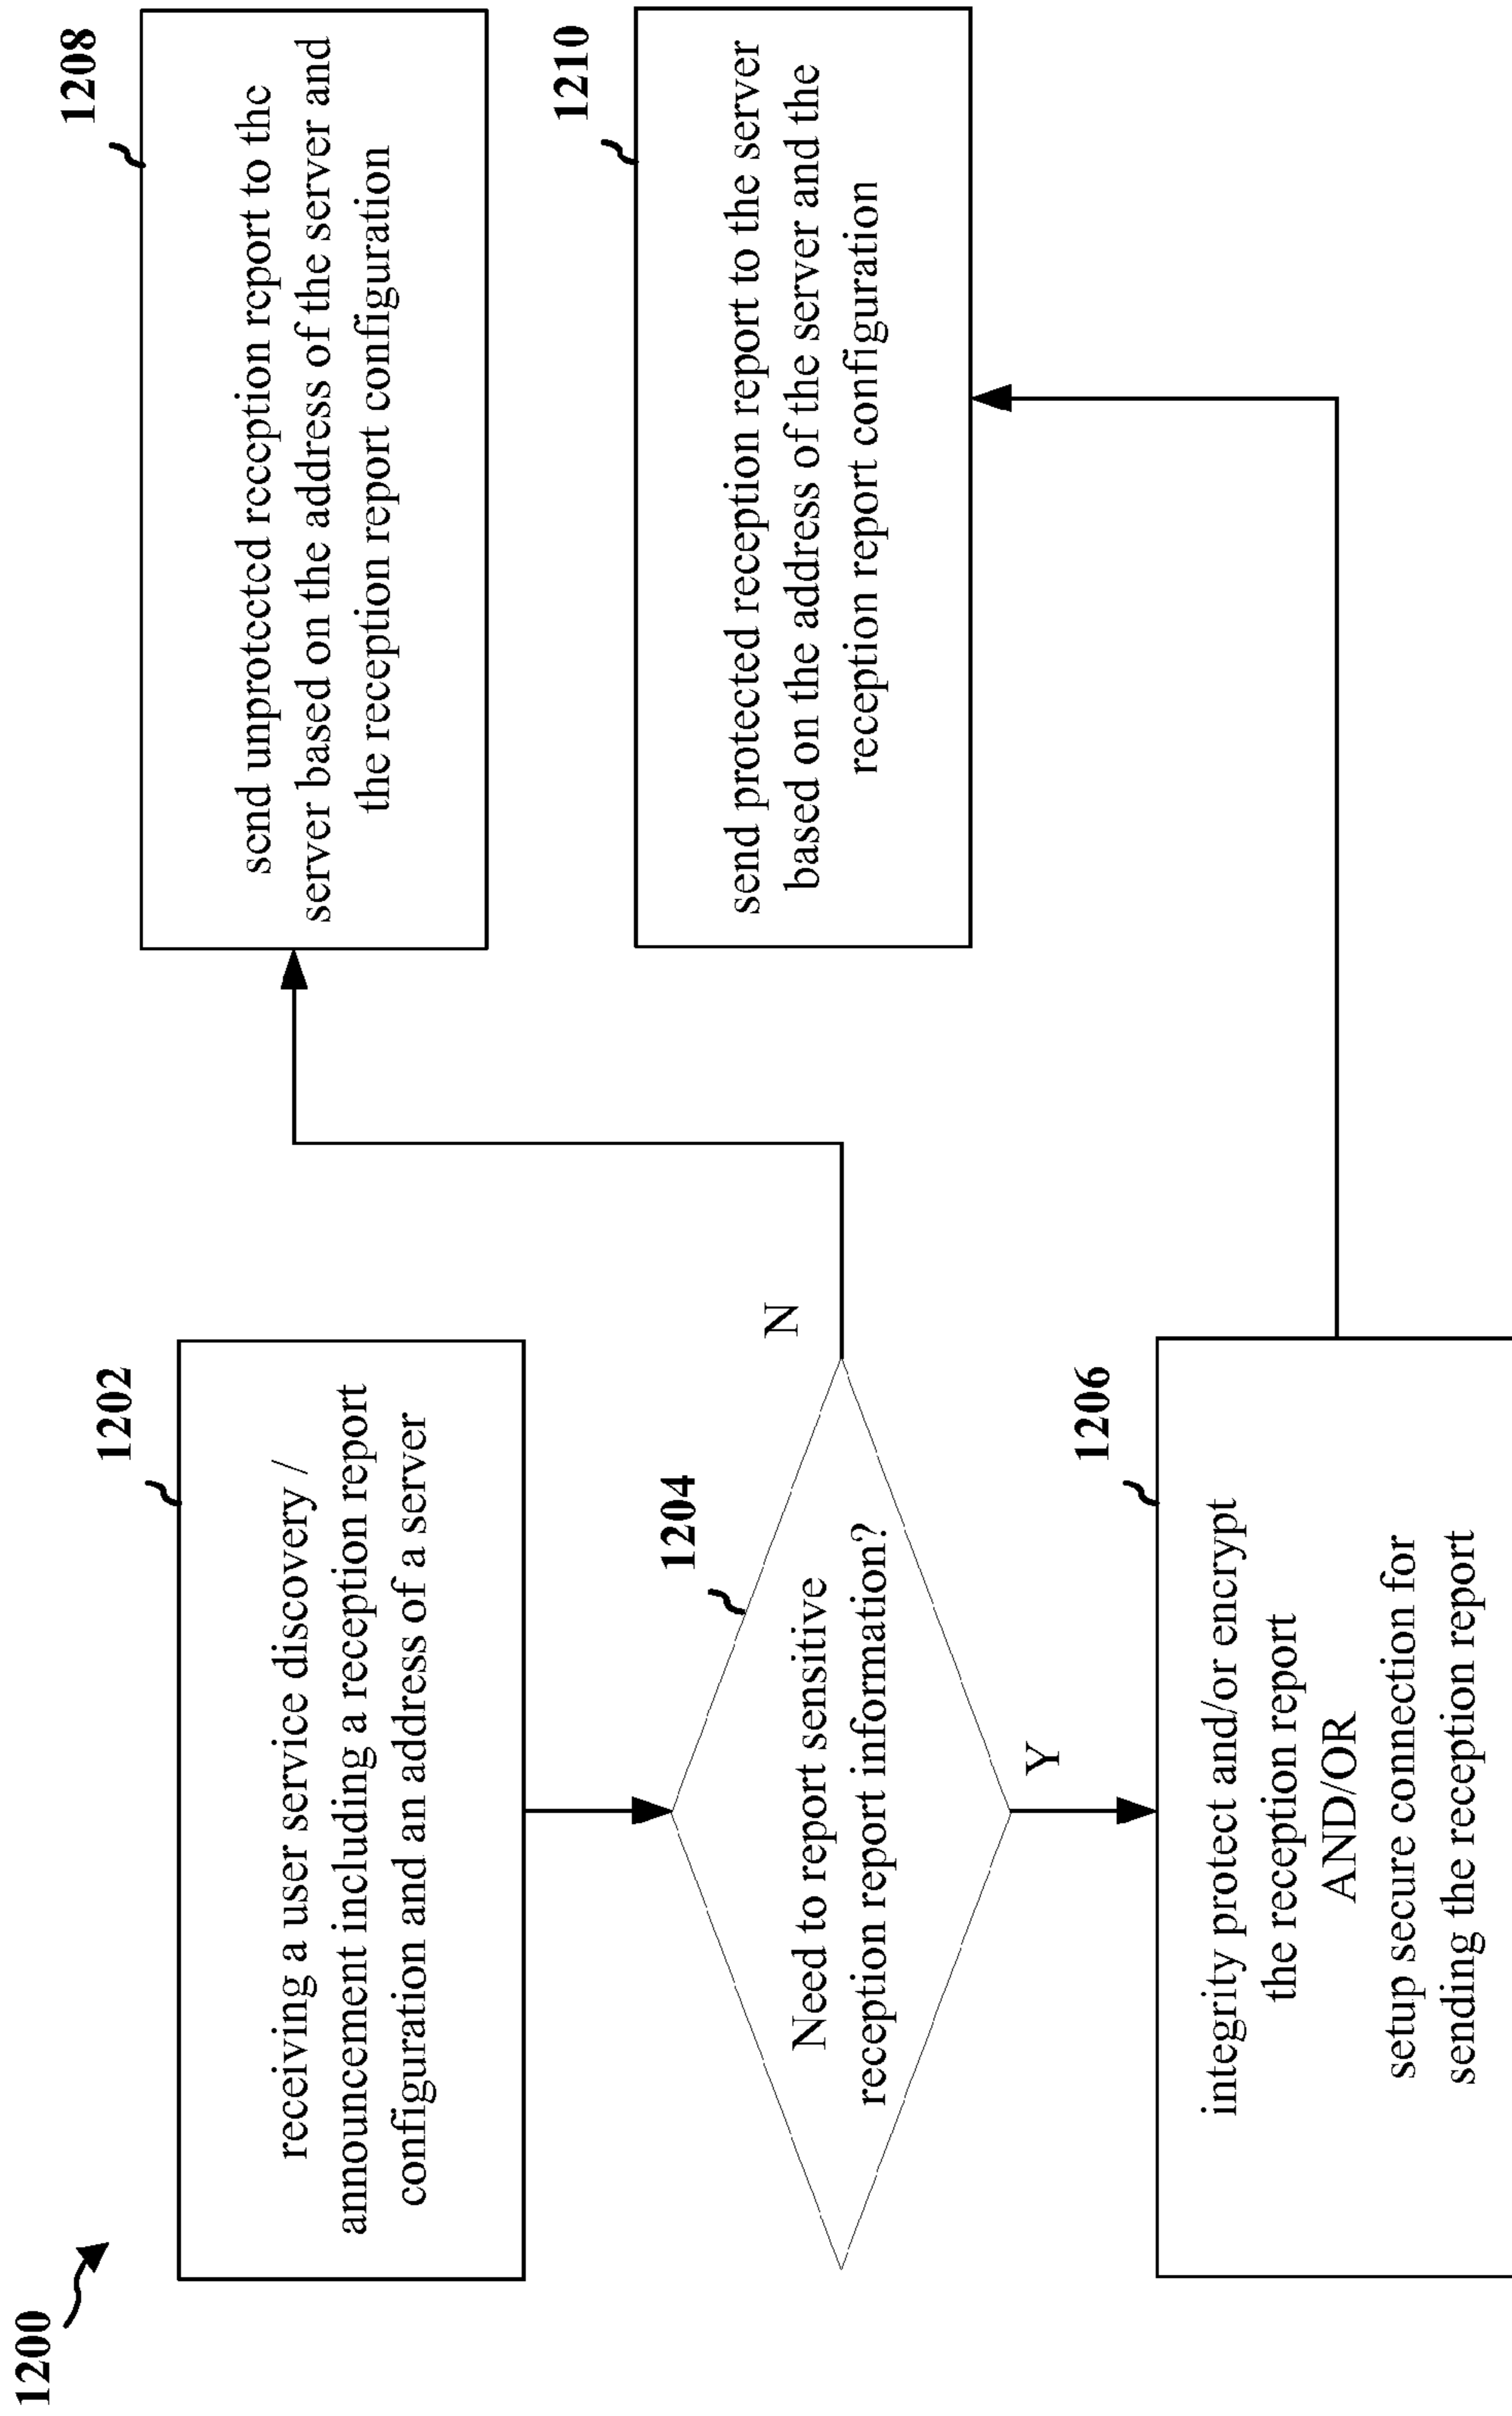 1200
1202
receiving a user service discovery /
announcement including a reception report
configuration and an address of a server
1204
Need to report sensitive
reception report information?
N
Y
1206
integrity protect and/or encrypt
the reception report
AND/OR
setup secure connection for
sending the reception report
1208
send unprotected reception report to the
server based on the address of the server and
the reception report configuration
1210
send protected reception report to the server
based on the address of the server and the
reception report configuration